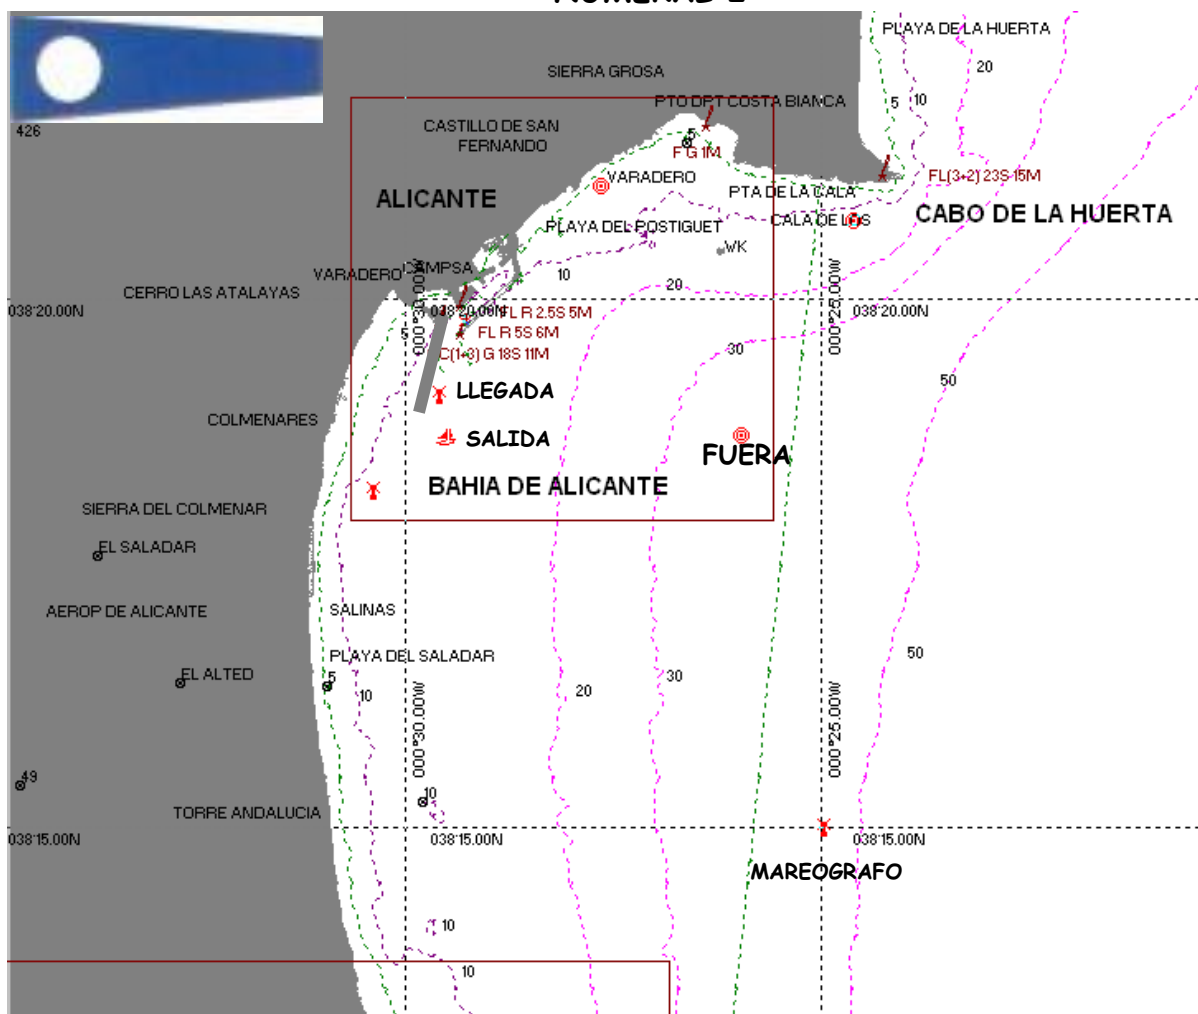 PLAYA DE LA HUERTA
20
SIERRA GROSA
PTO DPT COSTA BIANCA
5
10
426
CASTILLO DE SAN
FERNANDO
5
F G 1M
FL(3+2) 23S 15M
VARADERO
PTA DE LA CALA
ALICANTE
CABO DE LA HUERTA
PLAYA DEL POSTIGUET
CALA DE LOS
WK
10
VARADERO
CAMPSA
20
CERRO LAS ATALAYAS
000°30.00W
000°25.00W
038°20.00N
038°20.00N
038°20.00N
FL R 2.5S 5M
5
FL R 5S 6M
30
C(1+3) G 18S 11M
50
LLEGADA
COLMENARES
SALIDA
FUERA
BAHIA DE ALICANTE
SIERRA DEL COLMENAR
EL SALADAR
AEROP DE ALICANTE
SALINAS
PLAYA DEL SALADAR
50
EL ALTED
5
10
20
30
000°30.00W
000°25.00W
49
10
TORRE ANDALUCIA
038°15.00N
038°15.00N
038°15.00N
MAREOGRAFO
10
10